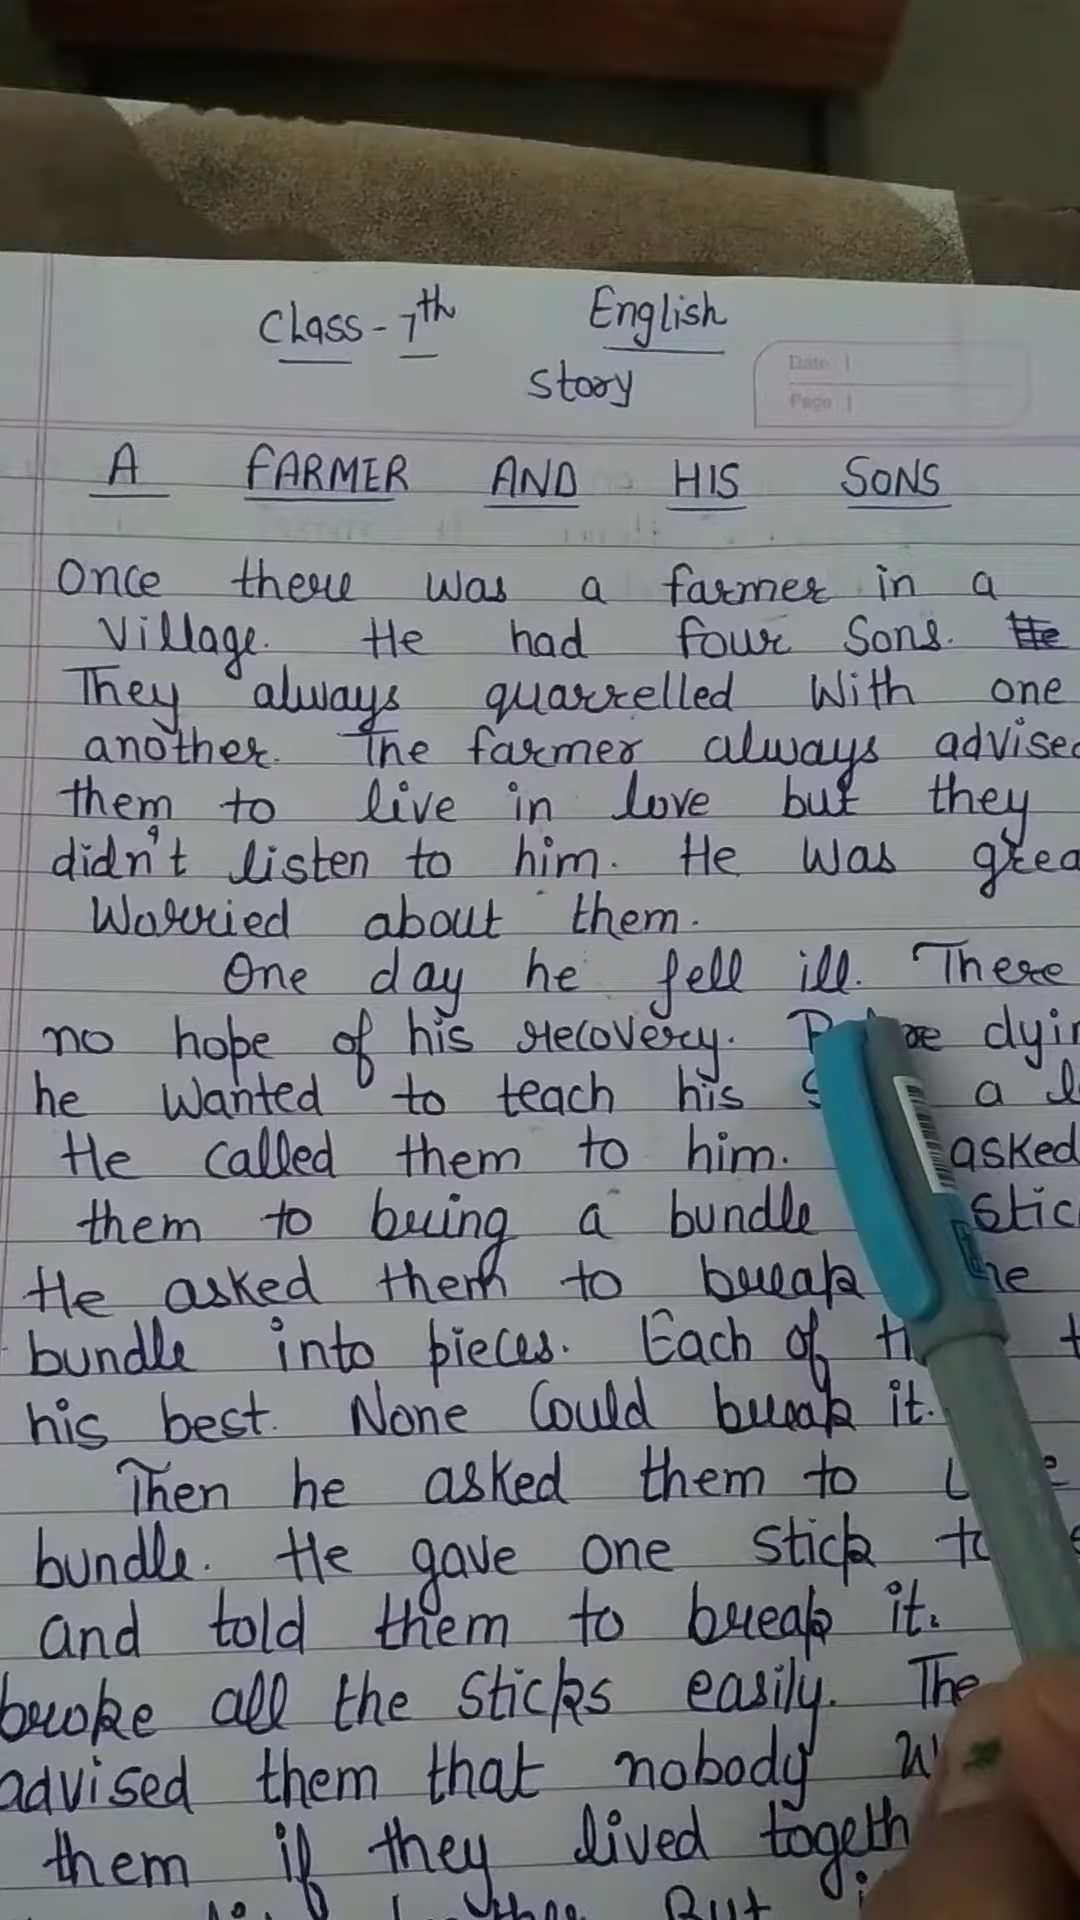 Class - 7th English
Story
Date
Page
A FARMER AND HIS SONS
Once there was a farmer in a
village. He had four sons. He
They always quarrelled with one
another. The farmer always advised
them to live in love but they
didn't listen to him. He was
worried about them.
One day he fell ill. There
no hope of his recovery. Before
he wanted to teach his a
He called them to him. asked
them to bring a bundle
He asked them to break the
bundle into pieces. Each of
his best. None could break it.
Then he asked them to
bundle. He gave one stick to
and told them to break it.
broke all the sticks easily.
advised them that nobody
them if they lived
But